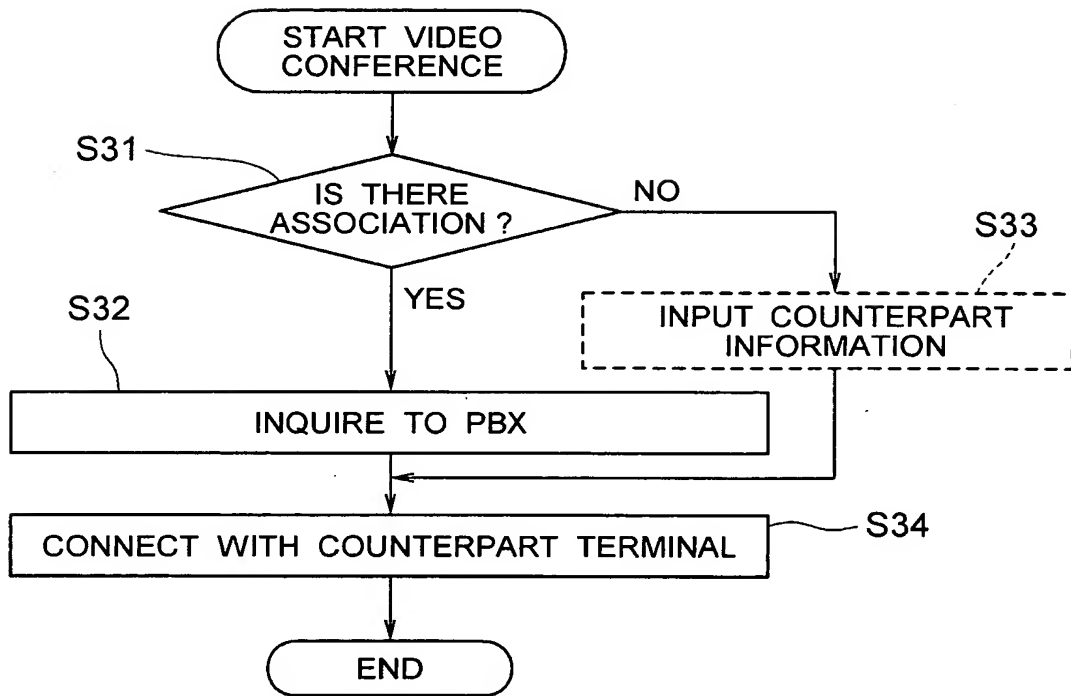 START VIDEO
CONFERENCE
S31
IS THERE
ASSOCIATION ?
NO
S33
YES
INPUT COUNTERPART
INFORMATION
S32
INQUIRE TO PBX
CONNECT WITH COUNTERPART TERMINAL
S34
END